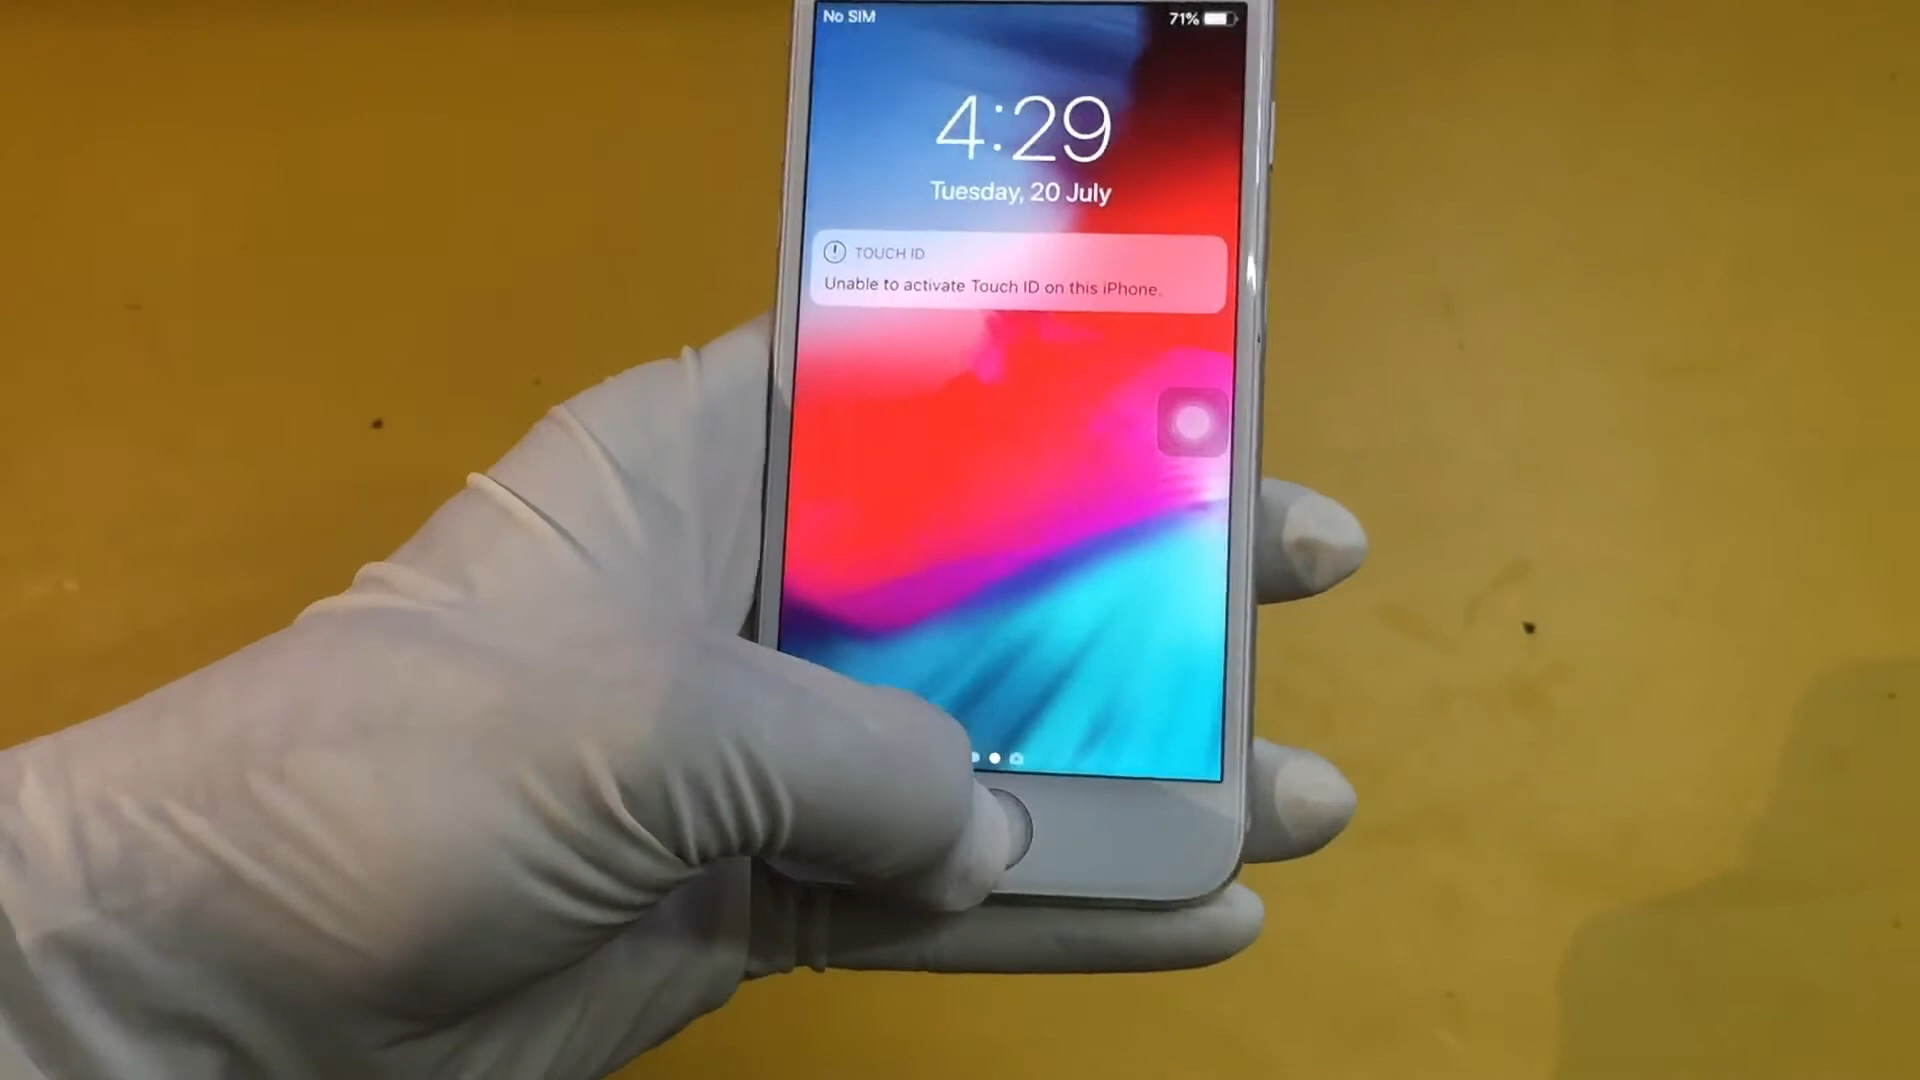 No SIM
71%
4:29
Tuesday, 20 July
TOUCH ID
Unable to activate Touch ID on this iPhone.